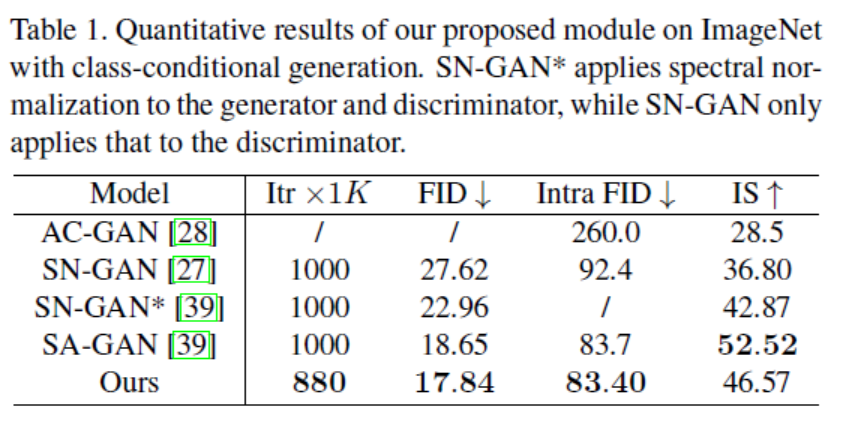 Table 1. Quantitative results of our proposed module on ImageNet
with class-conditional generation. SN-GAN* applies spectral nor-
malization to the generator and discriminator, while SN-GAN only
applies that to the discriminator.
Model Itr ×1K FID ↓ Intra FID ↓ IS ↑
AC-GAN [28] / / 260.0 28.5
SN-GAN [27] 1000 27.62 92.4 36.80
SN-GAN* [39] 1000 22.96 / 42.87
SA-GAN [39] 1000 18.65 83.7 52.52
Ours 880 17.84 83.40 46.57